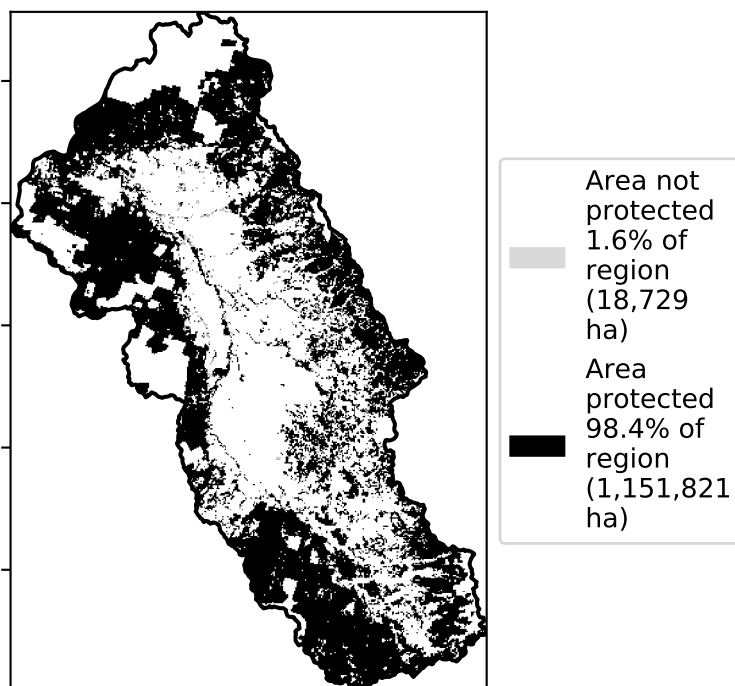 Area not
protected
1.6% of
region
(18,729
ha)
Area
protected
98.4% of
region
(1,151,821
ha)